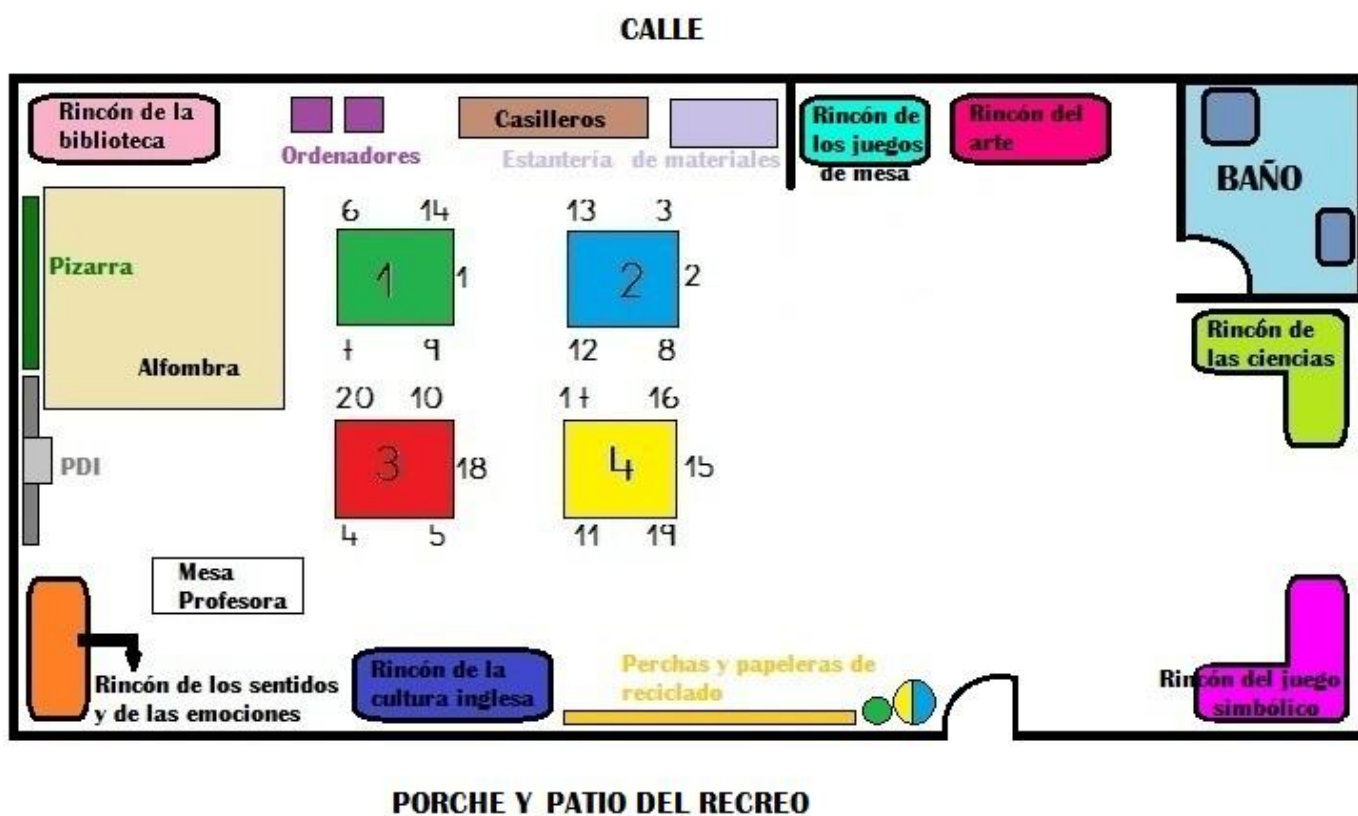 CALLE
Rincón de la
biblioteca
Ordenadores
Casilleros
Estantería de materiales
Rincón de
los juegos
de mesa
Rincón del
arte
BAÑO
Pizarra
Alfombra
6 14
1
1
7 9
13 3
2
2
12 8
Rincón de
las ciencias
PDI
20 10
3
18
4 5
17 16
4
15
11 19
Mesa
Profesora
Rincón de los sentidos
y de las emociones
Rincón de la
cultura inglesa
Perchas y papeleras de
reciclado
Rincón del juego
simbólico
PORCHE Y PATIO DEL RECREO